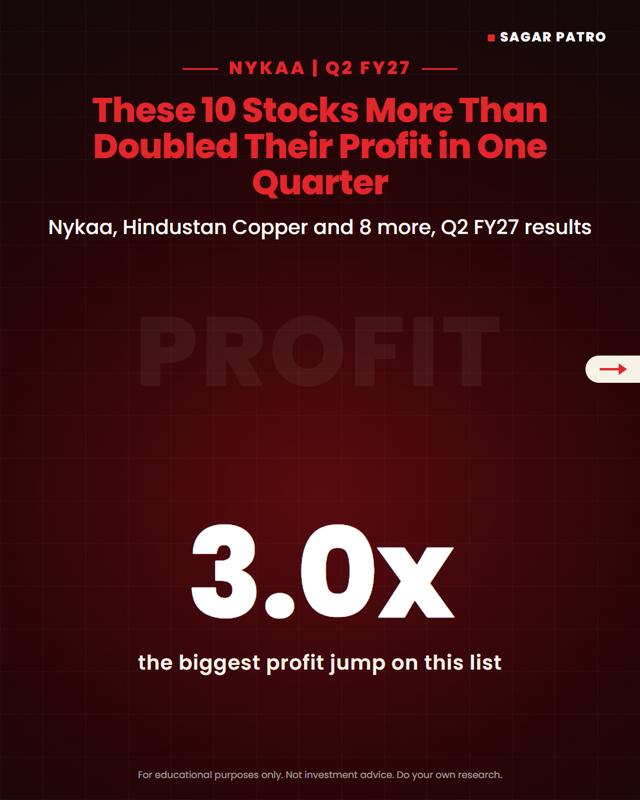 SAGAR PATRO
NYKAA | Q2 FY27
These 10 Stocks More Than
Doubled Their Profit in One
Quarter
Nykaa, Hindustan Copper and 8 more, Q2 FY27 results
PROFIT
3.0x
the biggest profit jump on this list
For educational purposes only. Not investment advice. Do your own research.